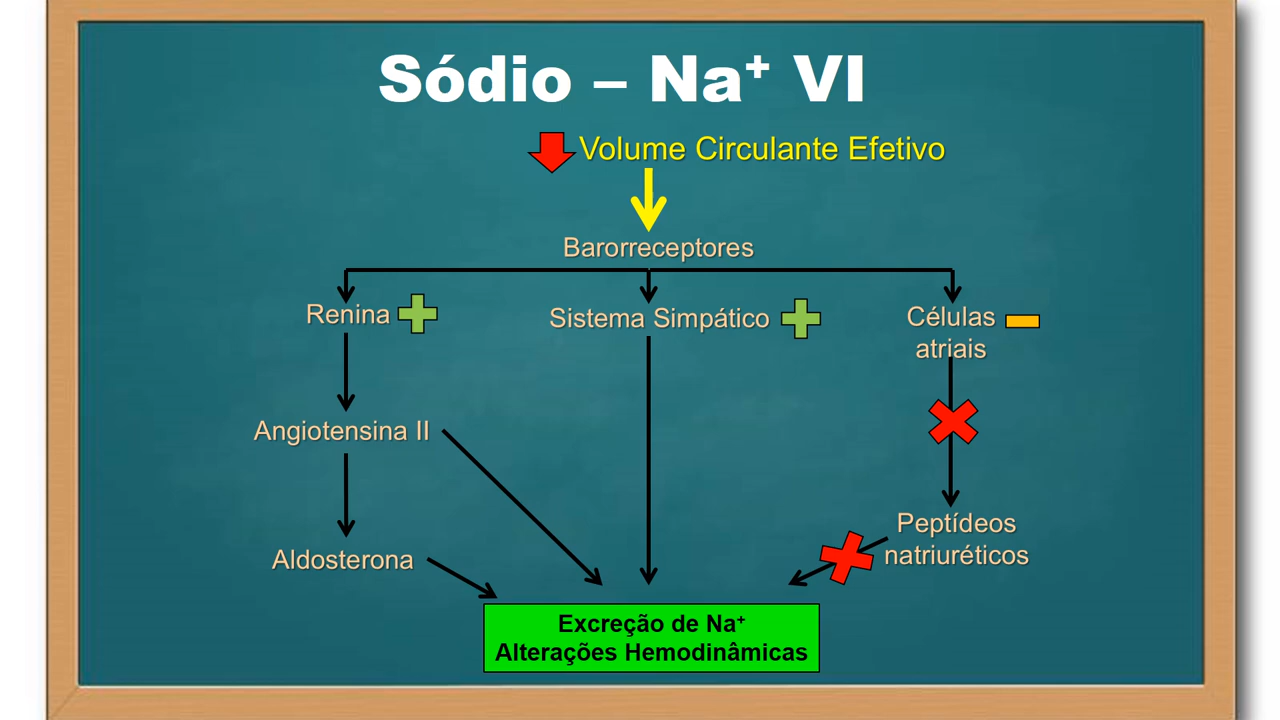 Sódio – Na⁺ VI
Volume Circulante Efetivo
Barorreceptores
Renina
Sistema Simpático
Células
atriais
Angiotensina II
Peptídeos
natriuréticos
Aldosterona
Excreção de Na⁺
Alterações Hemodinâmicas